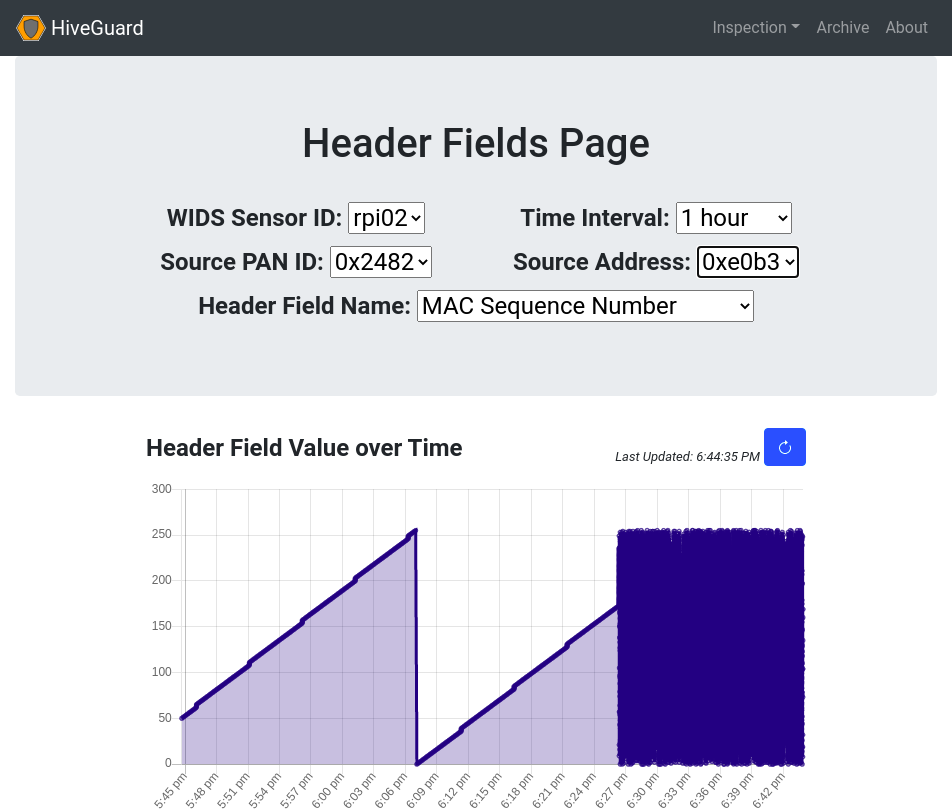 HiveGuard Inspection Archive About
Header Fields Page
WIDS Sensor ID: rpi02 Time Interval: 1 hour
Source PAN ID: 0x2482 Source Address: 0xe0b3
Header Field Name: MAC Sequence Number
Header Field Value over Time
Last Updated: 6:44:35 PM
300
250
200
150
100
50
0
5:45 pm 5:48 pm 5:51 pm 5:54 pm 5:57 pm 6:00 pm 6:03 pm 6:06 pm 6:09 pm 6:12 pm 6:15 pm 6:18 pm 6:21 pm 6:24 pm 6:27 pm 6:30 pm 6:33 pm 6:36 pm 6:39 pm 6:42 pm